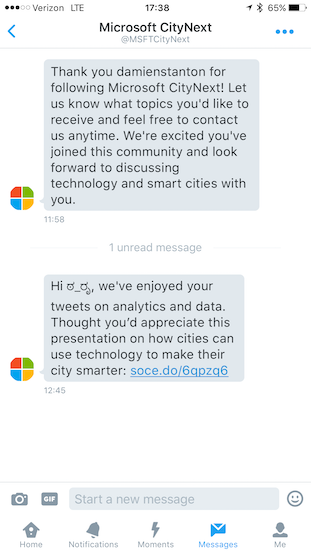 Verizon LTE 17:38 65%
Microsoft CityNext
@MSFTCityNext
Thank you damienstanton for
following Microsoft CityNext! Let
us know what topics you'd like to
receive and feel free to contact
us anytime. We're excited you've
joined this community and look
forward to discussing
technology and smart cities with
you.
11:58
1 unread message
Hi ಠ_ರೃ, we've enjoyed your
tweets on analytics and data.
Thought you’d appreciate this
presentation on how cities can
use technology to make their
city smarter: soce.do/6qpzq6
12:45
GIF Start a new message
Home Notifications Moments Messages Me